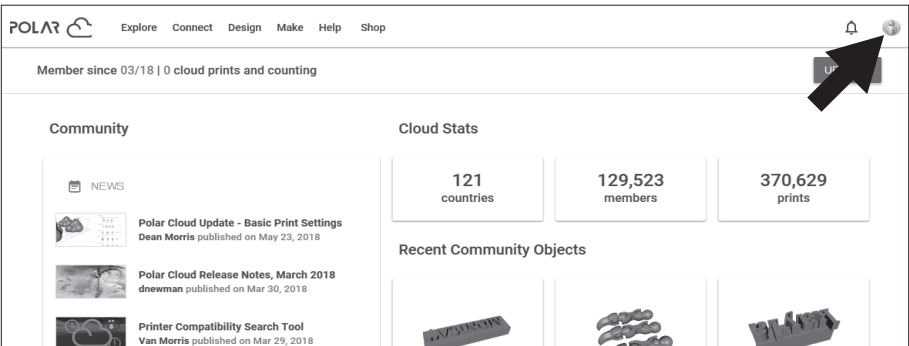 POLAR
Explore Connect Design Make Help Shop
Member since 03/18 | 0 cloud prints and counting
Community
NEWS
Polar Cloud Update - Basic Print Settings
Dean Morris published on May 23, 2018
Polar Cloud Release Notes, March 2018
dnewman published on Mar 30, 2018
Printer Compatibility Search Tool
Van Morris published on Mar 29, 2018
Cloud Stats
121
countries
129,523
members
370,629
prints
Recent Community Objects